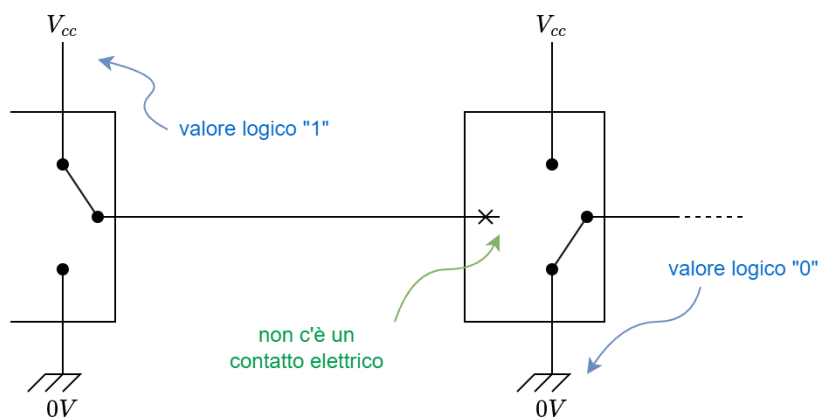 Vcc
Vcc
valore logico "1"
valore logico "0"
non c'è un
contatto elettrico
0V
0V